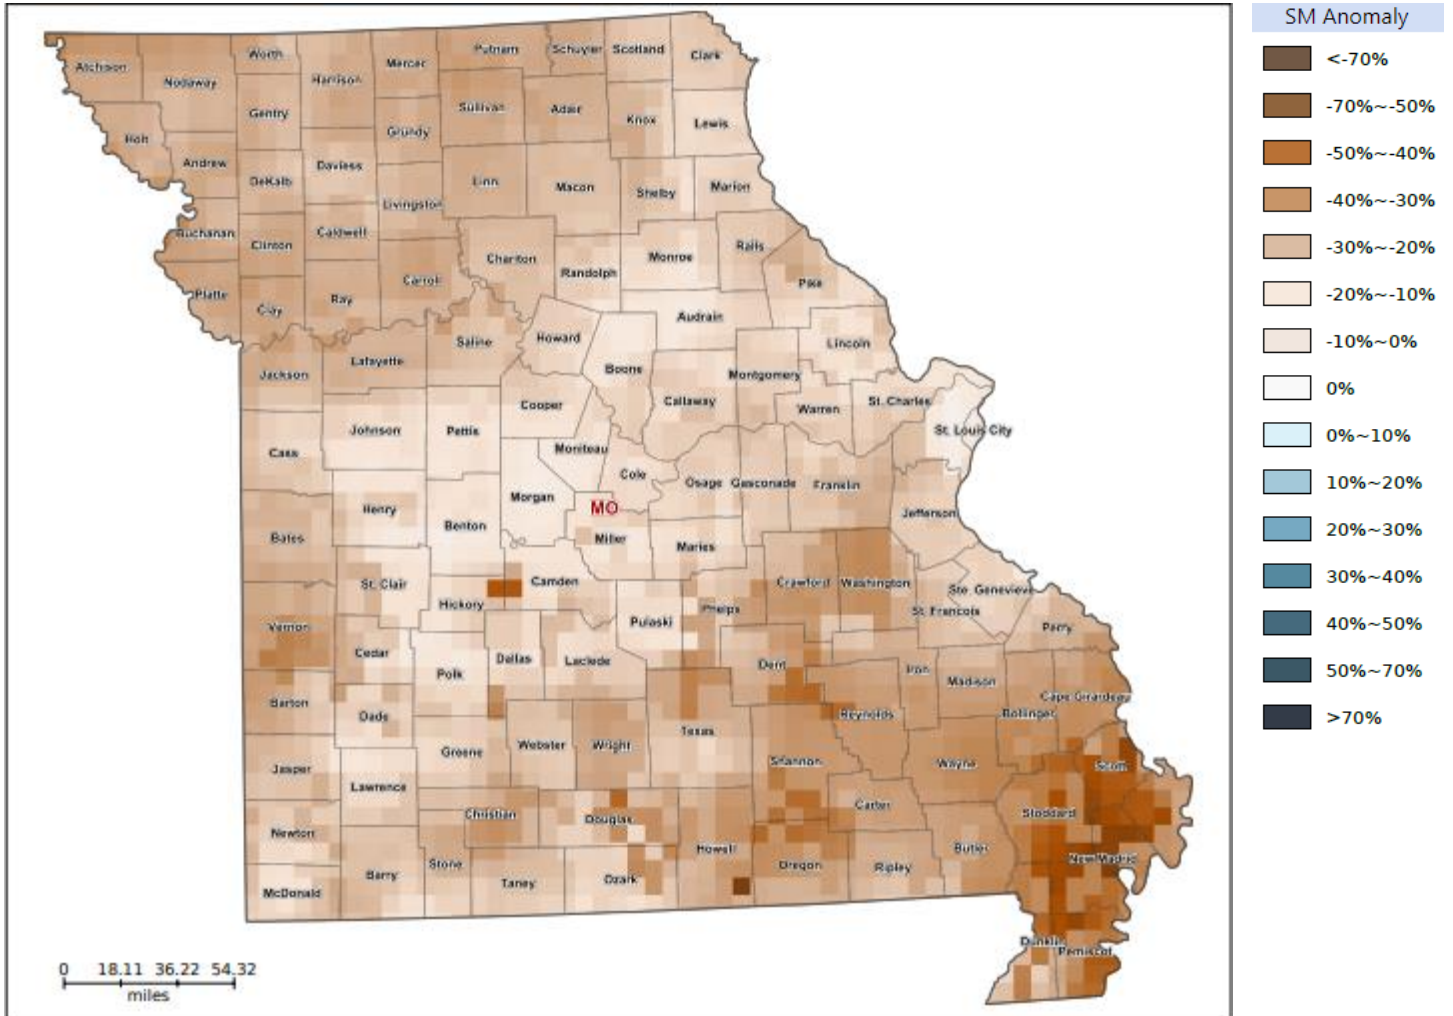 SM Anomaly
<-70%
-70%~-50%
-50%~-40%
-40%~-30%
-30%~-20%
-20%~-10%
-10%~0%
0%
0%~10%
10%~20%
20%~30%
30%~40%
40%~50%
50%~70%
>70%
Atchison
Nodaway
Worth
Harrison
Mercer
Putnam
Schuyler
Scotland
Clark
Gentry
Sullivan
Adair
Knox
Lewis
Holt
Andrew
DeKalb
Daviess
Grundy
Livingston
Linn
Macon
Shelby
Marion
Buchanan
Clinton
Caldwell
Chariton
Randolph
Monroe
Ralls
Platte
Clay
Ray
Carroll
Pike
Audrain
Jackson
Lafayette
Saline
Howard
Boone
Lincoln
Montgomery
Callaway
Warren
St. Charles
St. Louis City
Cass
Johnson
Pettis
Cooper
Moniteau
Cole
Osage
Gasconade
Franklin
Jefferson
Bates
Henry
Benton
Morgan
MO
Miller
Maries
St. Clair
Hickory
Camden
Pulaski
Phelps
Crawford
Washington
St. Francois
Ste. Genevieve
Perry
Vernon
Cedar
Polk
Dallas
Laclede
Dent
Iron
Madison
Bollinger
Cape Girardeau
Barton
Dade
Greene
Webster
Wright
Texas
Shannon
Reynolds
Wayne
Scott
Jasper
Lawrence
Christian
Douglas
Howell
Carter
Stoddard
Newton
McDonald
Barry
Stone
Taney
Ozark
Oregon
Ripley
Butler
New Madrid
Dunklin
Pemiscot
0 18.11 36.22 54.32
miles